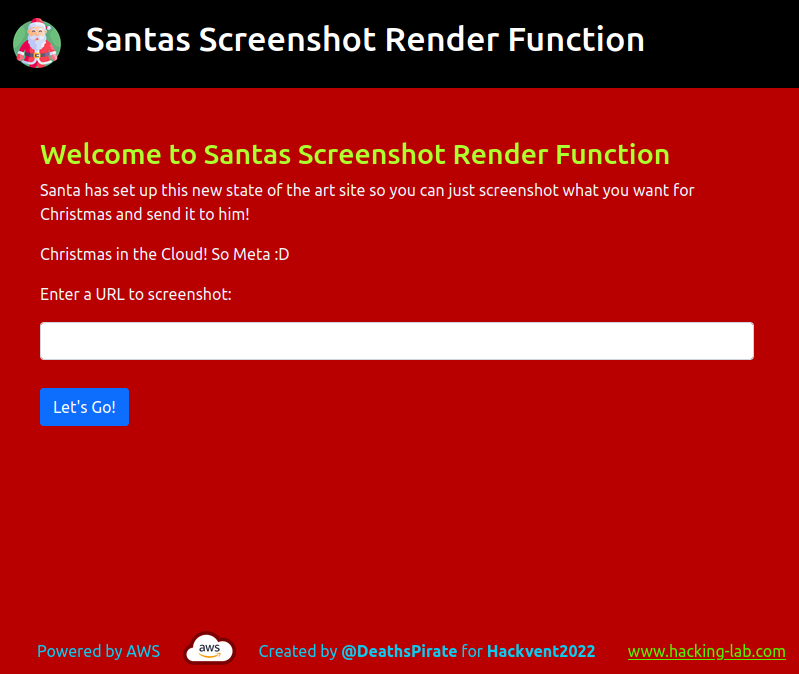 Santas Screenshot Render Function
Welcome to Santas Screenshot Render Function
Santa has set up this new state of the art site so you can just screenshot what you want for
Christmas and send it to him!
Christmas in the Cloud! So Meta :D
Enter a URL to screenshot:
Let's Go!
Powered by AWS aws Created by @DeathsPirate for Hackvent2022 www.hacking-lab.com